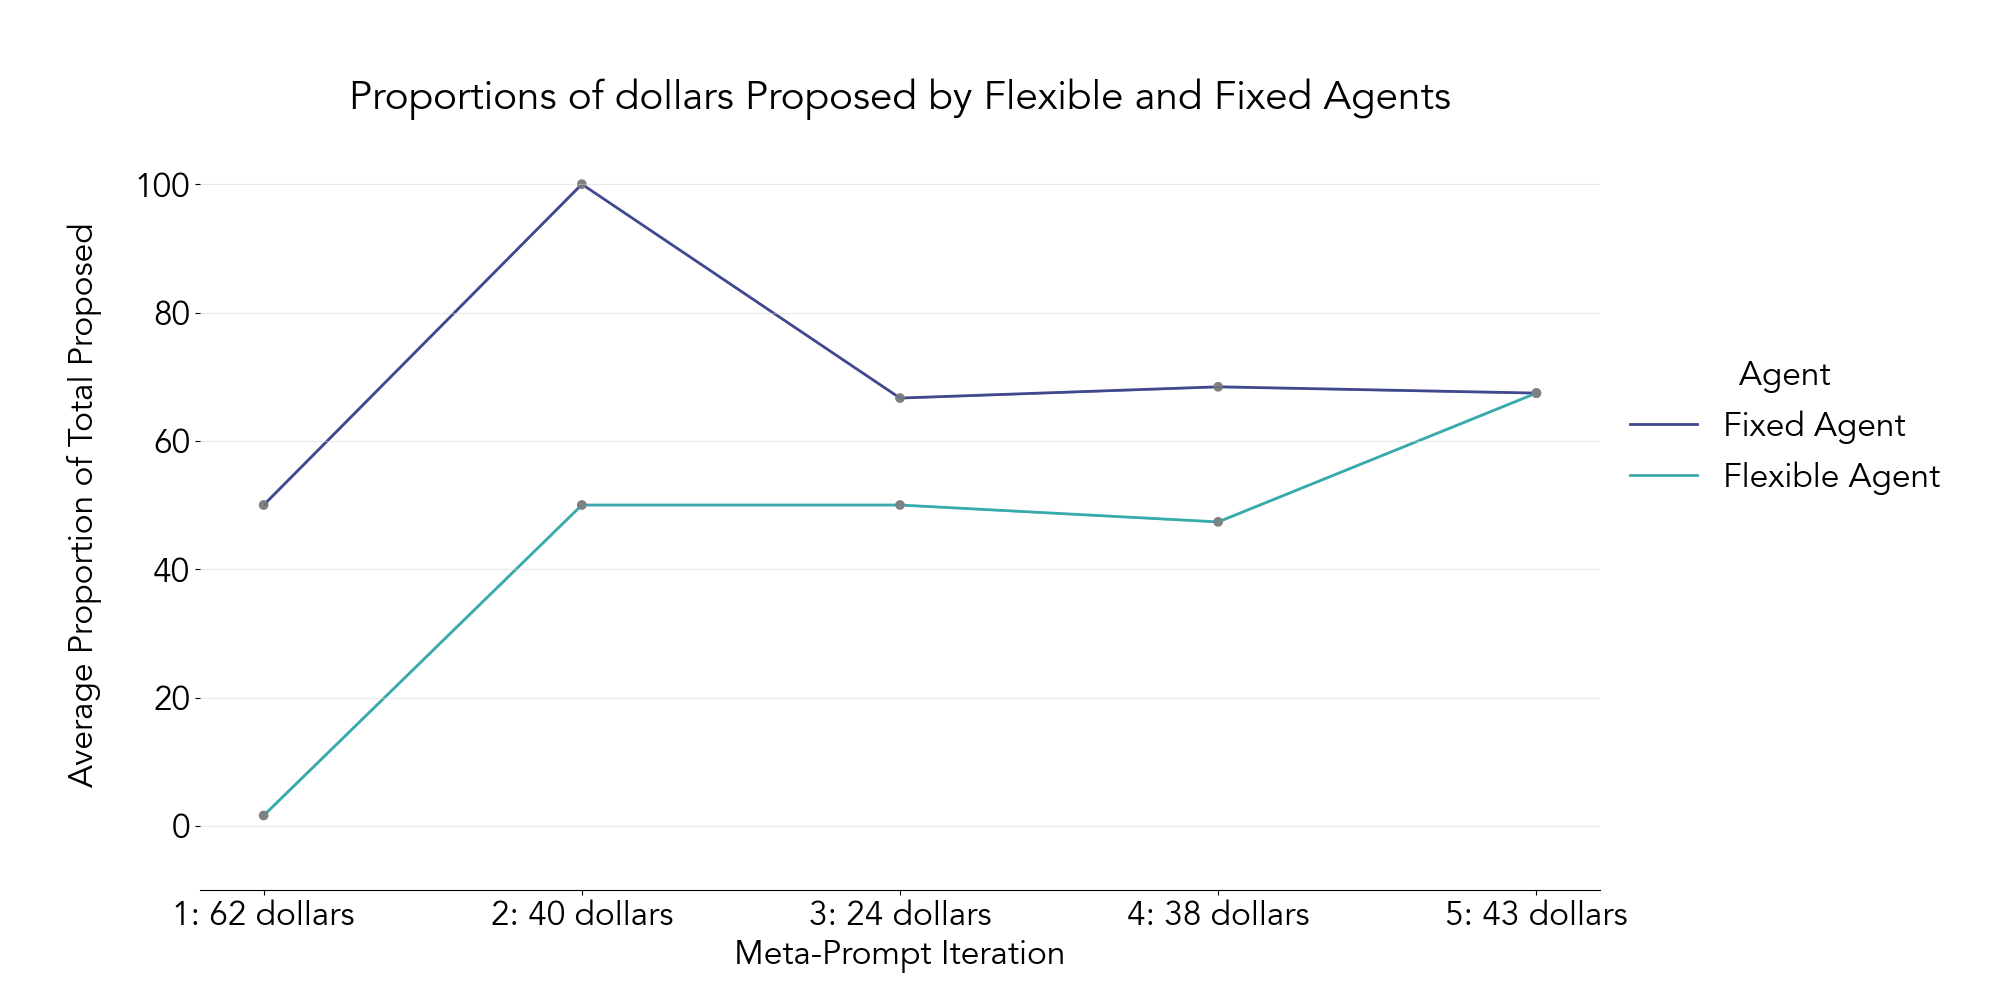 Proportions of dollars Proposed by Flexible and Fixed Agents
Average Proportion of Total Proposed
100
80
60
40
20
0
1: 62 dollars
2: 40 dollars
3: 24 dollars
4: 38 dollars
5: 43 dollars
Meta-Prompt Iteration
Agent
Fixed Agent
Flexible Agent